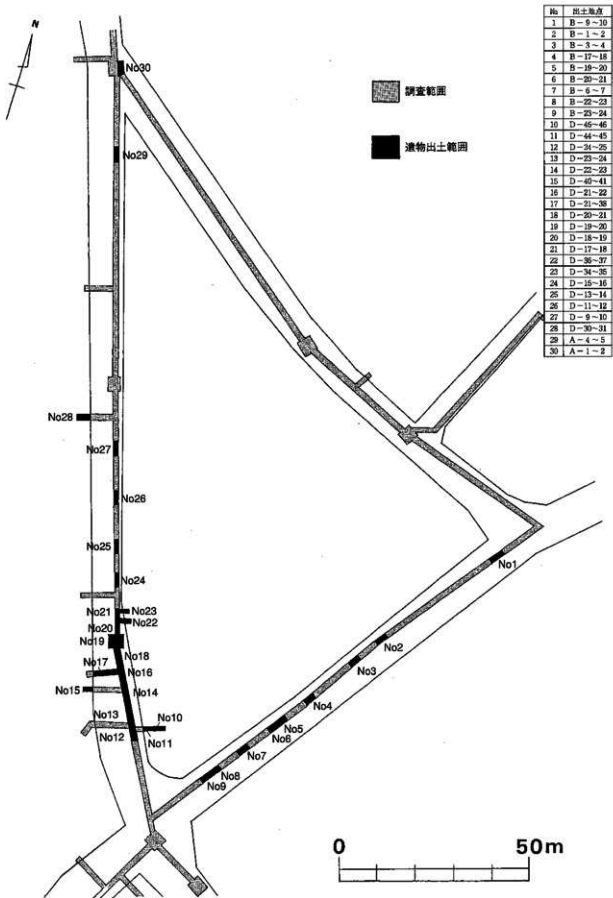 N
調査範囲
遺物出土範囲
No 出土地点
1 B-9~10
2 B-1~2
3 B-3~4
4 B-17~18
5 B-19~20
6 B-20~21
7 B-6~7
8 B-22~23
9 B-23~24
10 D-45~46
11 D-44~45
12 D-24~25
13 D-23~24
14 D-22~23
15 D-40~41
16 D-21~22
17 D-21~38
18 D-20~21
19 D-19~20
20 D-18~19
21 D-17~18
22 D-36~37
23 D-34~35
24 D-15~16
25 D-13~14
26 D-11~12
27 D-9~10
28 D-30~31
29 A-4~5
30 A-1~2
No30
No29
No28
No27
No26
No25
No24
No21 No23
No22
No20
No19
No18
No17
No16
No15
No14
No13
No10
No12
No11
No1
No2
No3
No4
No5
No6
No7
No8
No9
0 50m